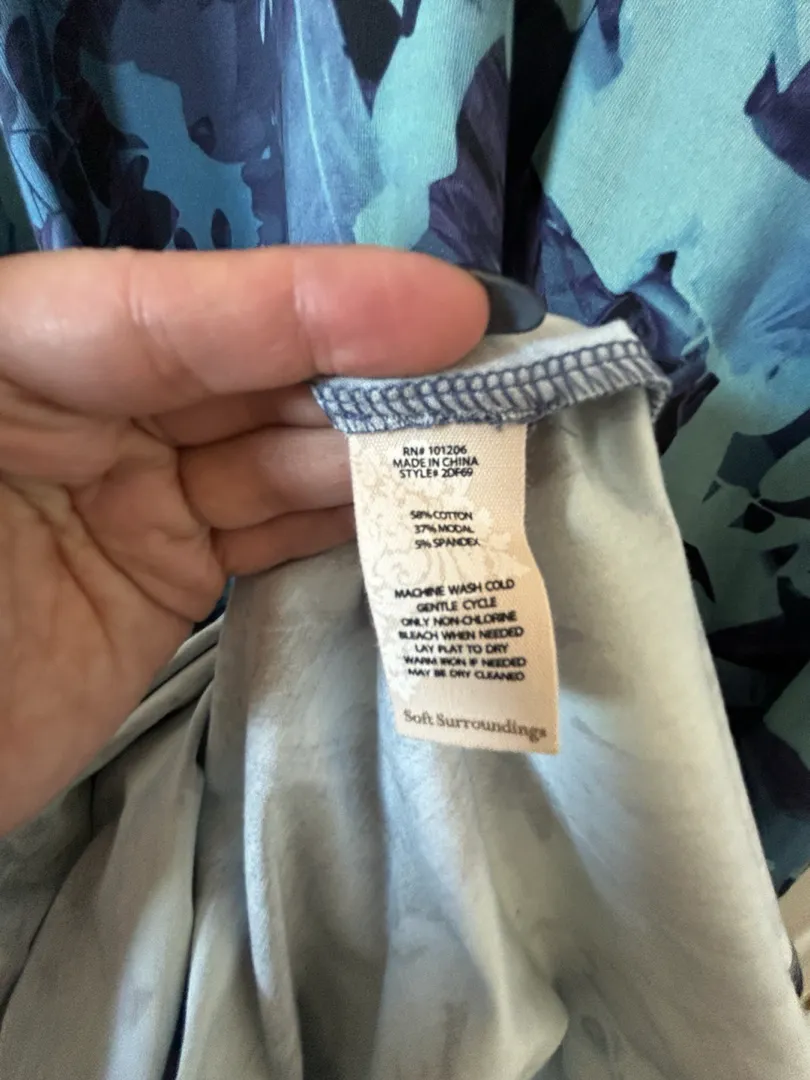 RN# 101206
MADE IN CHINA
STYLE# 2DF69
58% COTTON
37% MODAL
5% SPANDEX
MACHINE WASH COLD
GENTLE CYCLE
ONLY NON-CHLORINE
BLEACH WHEN NEEDED
LAY FLAT TO DRY
WARM IRON IF NEEDED
MAY BE DRY CLEANED
Soft Surroundings